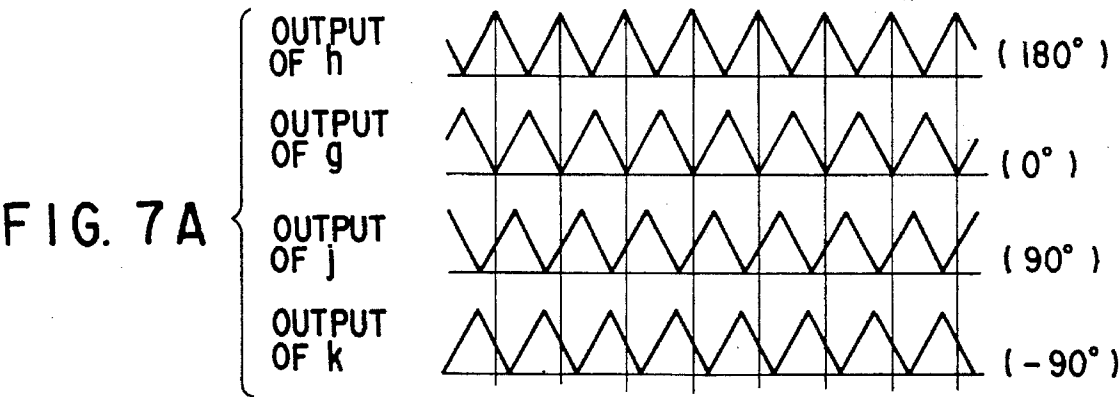 OUTPUT
OF h
(180°)
OUTPUT
OF g
(0°)
FIG. 7A
OUTPUT
OF j
(90°)
OUTPUT
OF k
(-90°)